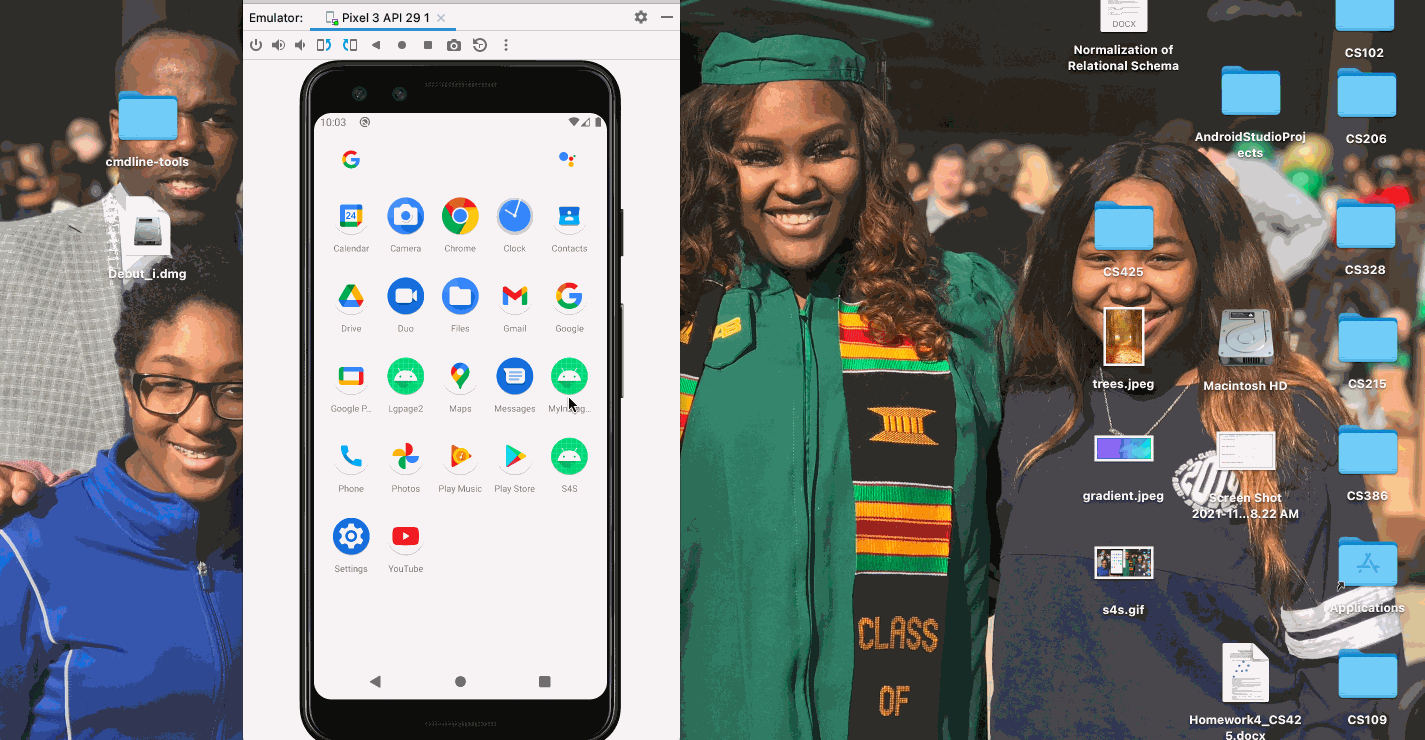 Emulator:
Pixel 3 API 29 1
10:03
24
Calendar
Camera
Chrome
Clock
Contacts
Drive
Duo
Files
Gmail
Google
Google P..
Lgpage2
Maps
Messages
Phone
Photos
Play Music
Play Store
S4S
Settings
YouTube
cmdline-tools
Debut_i.dmg
DOCX
Normalization of
Relational Schema
CS102
AndroidStudioProj
ects
CS206
CS425
CS328
trees.jpeg
Macintosh HD
CS215
gradient.jpeg
Screen Shot
2021-11...8.22 AM
CS386
s4s.gif
Applications
Homework4_CS42
5.docx
CS109
CLASS
OF